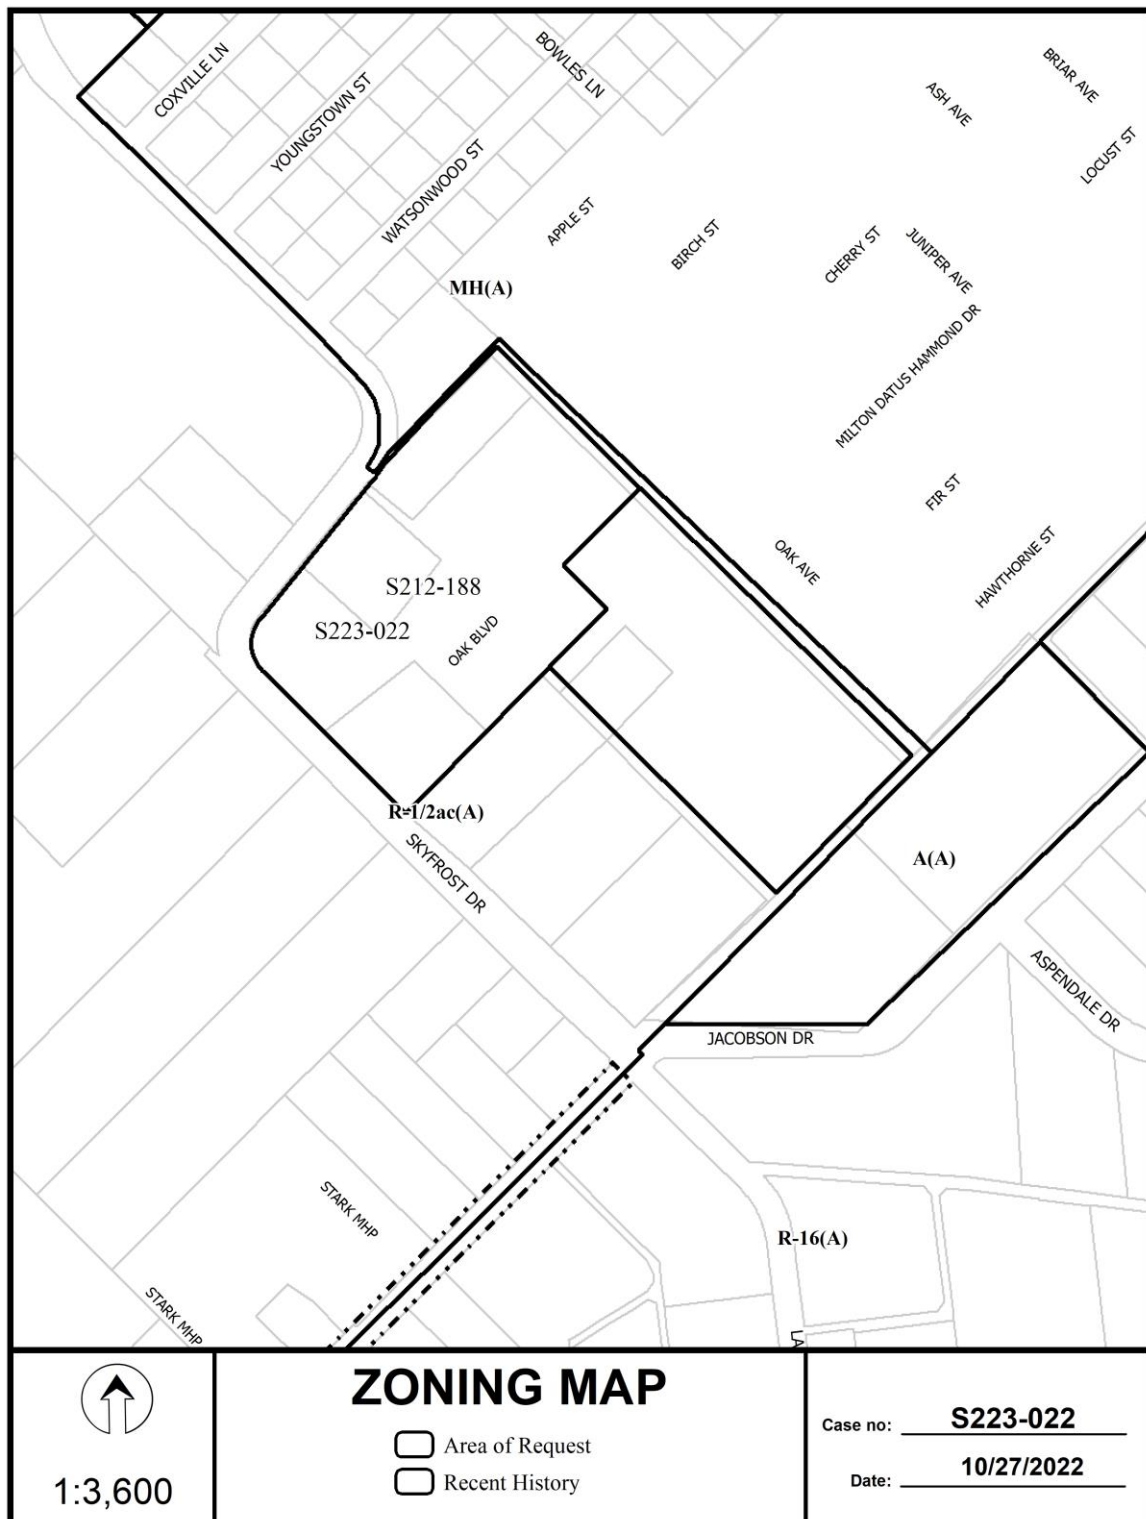 COXVILLE LN
YOUNGSTOWN ST
BOWLES LN
WATSONWOOD ST
BRIAR AVE
ASH AVE
LOCUST ST
APPLE ST
BIRCH ST
CHERRY ST
JUNIPER AVE
MH(A)
MILTON DATUS HAMMOND DR
FIR ST
OAK AVE
HAWTHORNE ST
S212-188
S223-022
OAK BLVD
R-1/2ac(A)
SKYFROST DR
A(A)
ASPENDALE DR
JACOBSON DR
STARK MHP
R-16(A)
STARK MHP
LA
ZONING MAP
Area of Request
Recent History
1:3,600
Case no: S223-022
Date: 10/27/2022